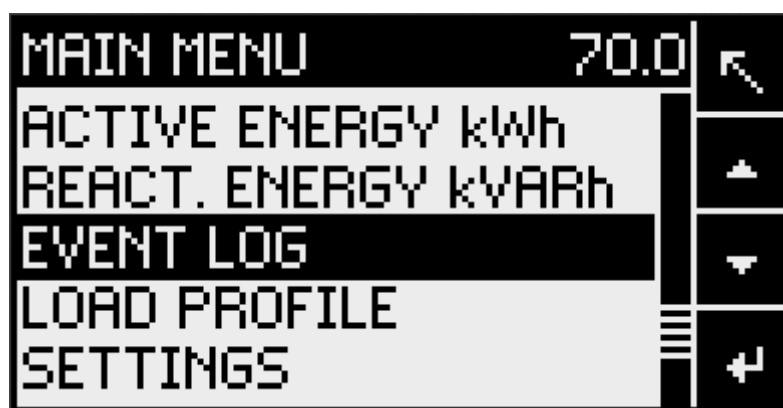 MAIN MENU 70.0
ACTIVE ENERGY kWh
REACT. ENERGY kVARh
EVENT LOG
LOAD PROFILE
SETTINGS